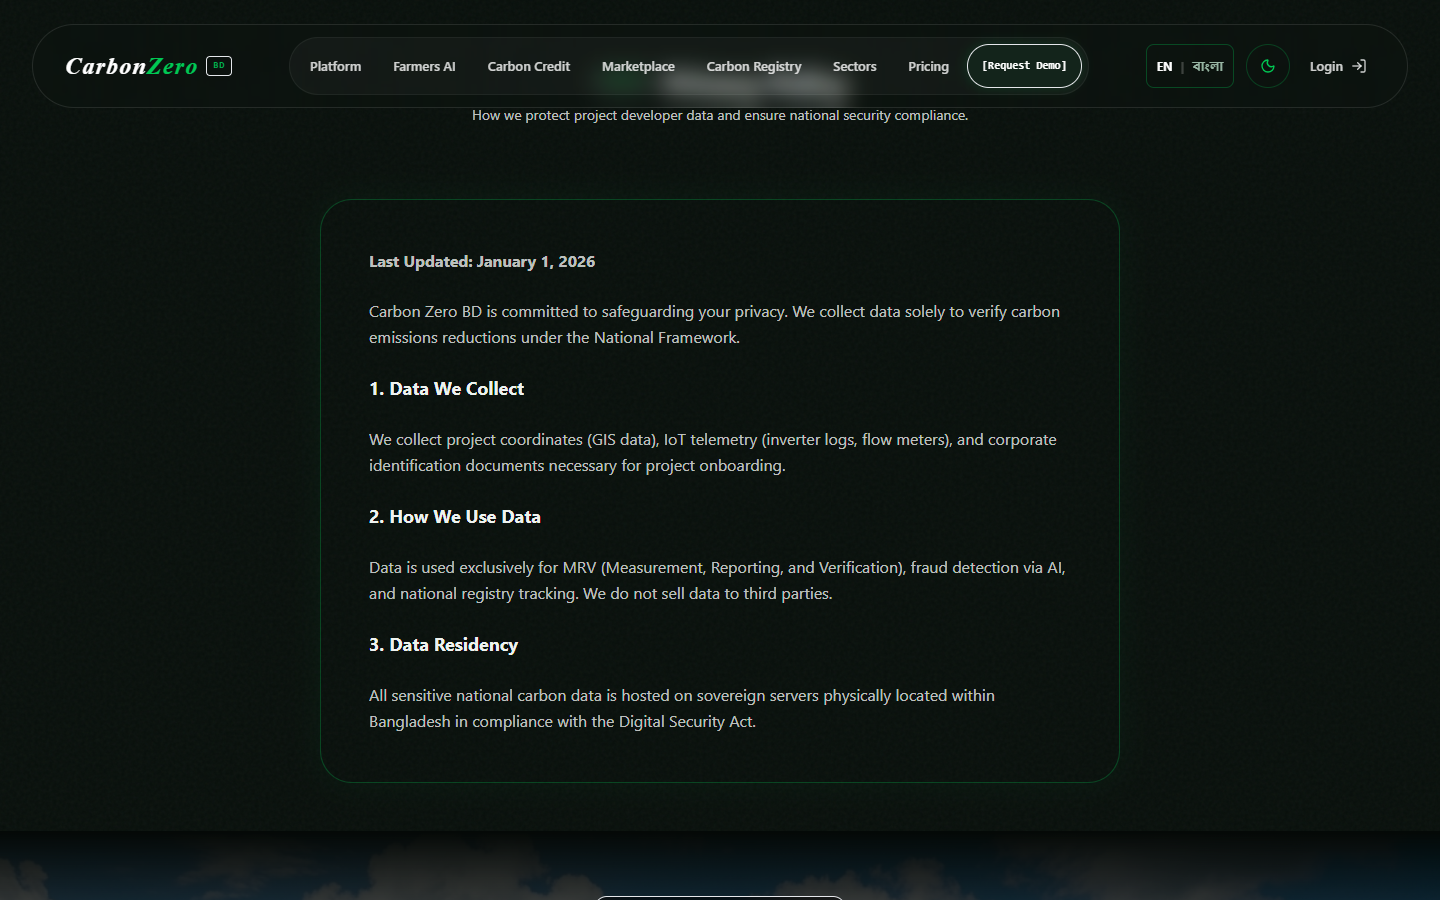 CarbonZero BD
Platform
Farmers AI
Carbon Credit
Marketplace
Carbon Registry
Sectors
Pricing
[Request Demo]
EN | বাংলা
Login
How we protect project developer data and ensure national security compliance.
Last Updated: January 1, 2026
Carbon Zero BD is committed to safeguarding your privacy. We collect data solely to verify carbon
emissions reductions under the National Framework.
1. Data We Collect
We collect project coordinates (GIS data), IoT telemetry (inverter logs, flow meters), and corporate
identification documents necessary for project onboarding.
2. How We Use Data
Data is used exclusively for MRV (Measurement, Reporting, and Verification), fraud detection via AI,
and national registry tracking. We do not sell data to third parties.
3. Data Residency
All sensitive national carbon data is hosted on sovereign servers physically located within
Bangladesh in compliance with the Digital Security Act.